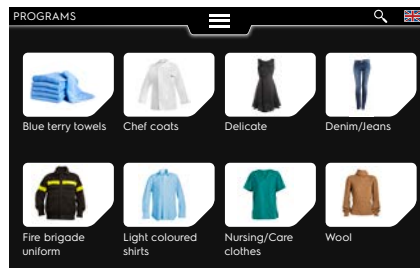 PROGRAMS
Blue terry towels
Chef coats
Delicate
Denim/Jeans
Fire brigade
uniform
Light coloured
shirts
Nursing/Care
clothes
Wool